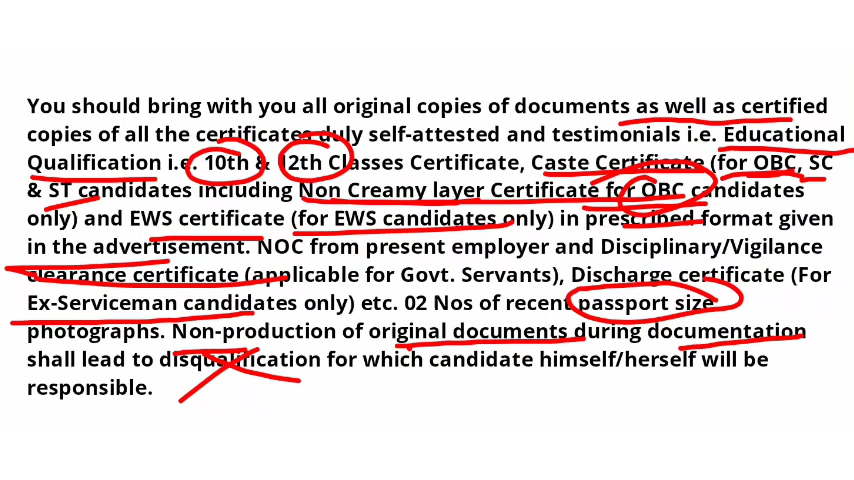 You should bring with you all original copies of documents as well as certified
copies of all the certificates duly self-attested and testimonials i.e. Educational
Qualification i.e. 10th & 12th Classes Certificate, Caste Certificate (for OBC, SC
& ST candidates including Non Creamy layer Certificate for OBC candidates
only) and EWS certificate (for EWS candidates only) in prescribed format given
in the advertisement. NOC from present employer and Disciplinary/Vigilance
clearance certificate (applicable for Govt. Servants), Discharge certificate (For
Ex-Serviceman candidates only) etc. 02 Nos of recent passport size
photographs. Non-production of original documents during documentation
shall lead to disqualification for which candidate himself/herself will be
responsible.